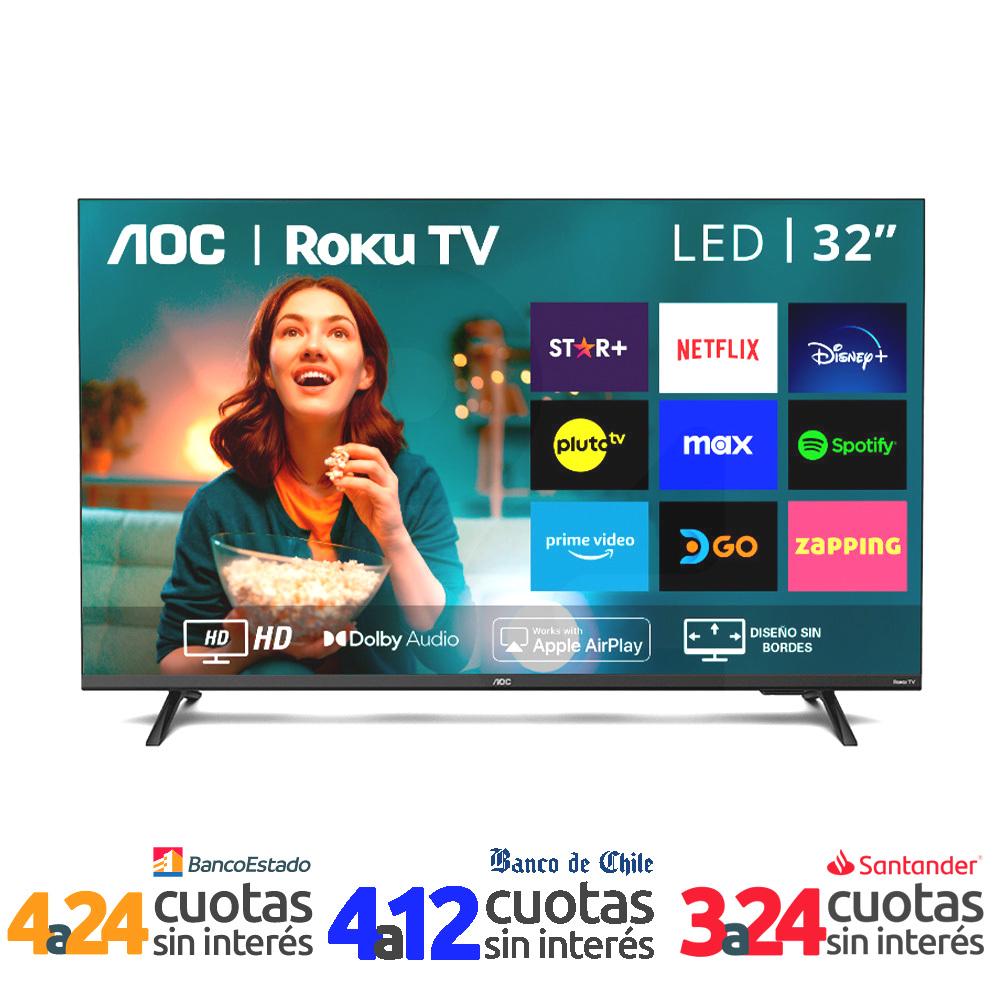 AOC | Roku TV
LED | 32”
ST★R+
NETFLIX
Disney+
pluto tv
max
Spotify
prime video
DGO
ZAPPING
HD HD
Dolby Audio
Works with
Apple AirPlay
DISEÑO SIN
BORDES
AOC
Roku TV
BancoEstado
4a24 cuotas
sin interés
Banco de Chile
4a12 cuotas
sin interés
Santander
3a24 cuotas
sin interés